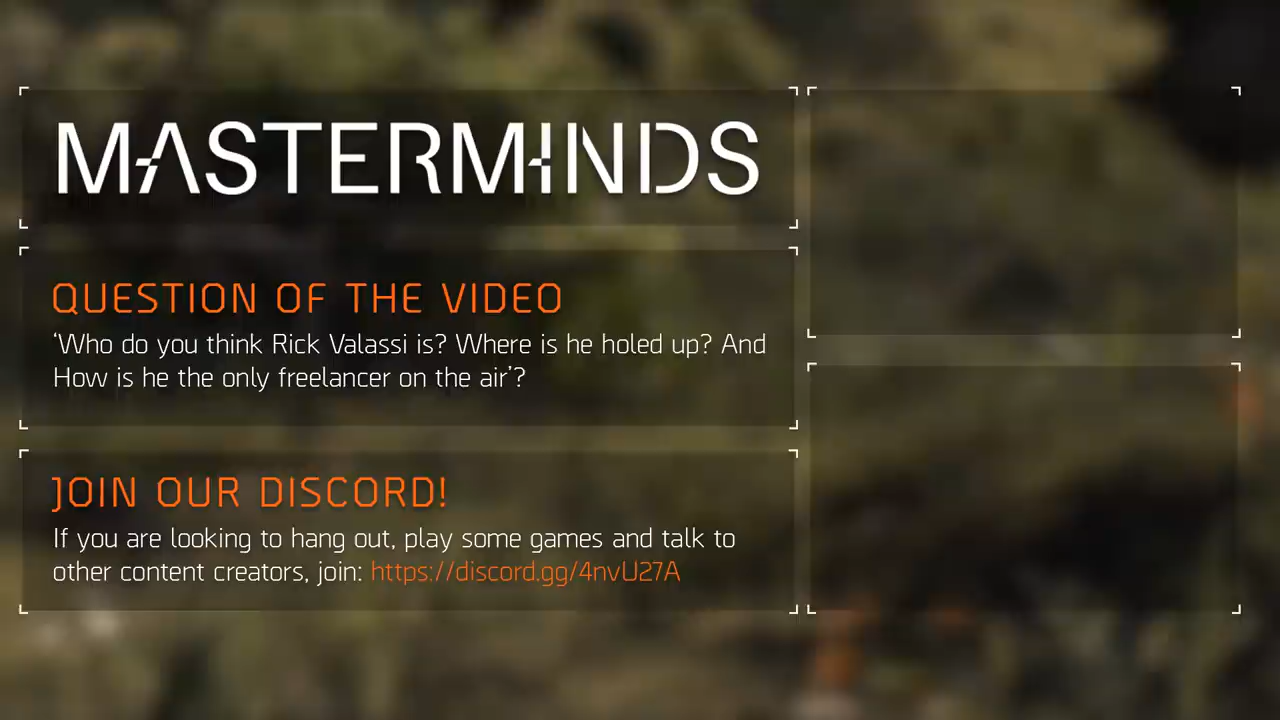 MASTERMINDS
QUESTION OF THE VIDEO
‘Who do you think Rick Valassi is? Where is he holed up? And
How is he the only freelancer on the air’?
JOIN OUR DISCORD!
If you are looking to hang out, play some games and talk to
other content creators, join: https://discord.gg/4nvU27A